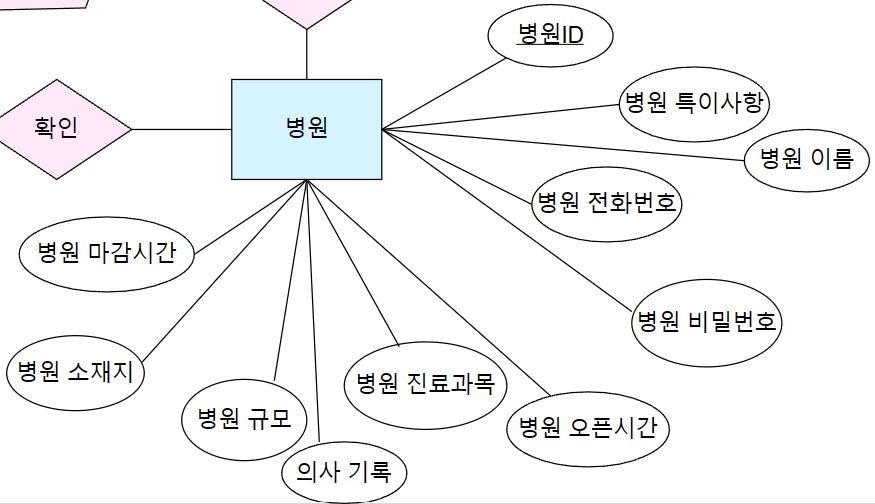 병원ID
병원 특이사항
확인
병원
병원 이름
병원 전화번호
병원 마감시간
병원 비밀번호
병원 소재지
병원 진료과목
병원 규모
병원 오픈시간
의사 기록